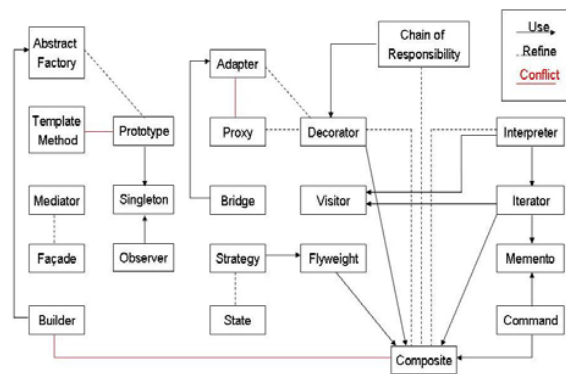 Abstract
Factory
Adapter
Chain of
Responsibility
Use
Refine
Conflict
Template
Method
Prototype
Proxy
Decorator
Interpreter
Mediator
Singleton
Bridge
Visitor
Iterator
Façade
Observer
Strategy
Flyweight
Memento
Builder
State
Command
Composite